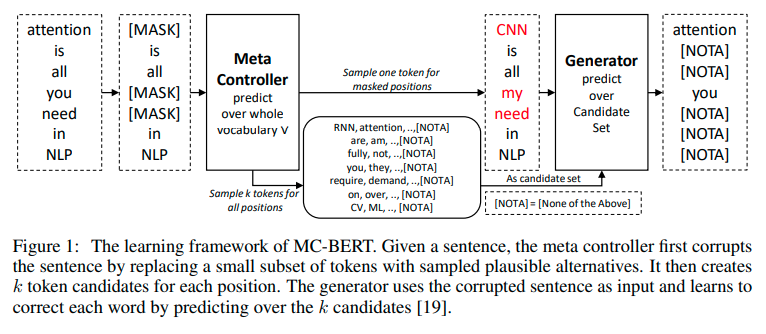 attention
is
all
you
need
in
NLP
[MASK]
is
all
[MASK]
[MASK]
in
NLP
Meta
Controller
predict
over whole
vocabulary V
Sample one token for
masked positions
Sample k tokens for
all positions
RNN, attention, ..,[NOTA]
are, am, ..,[NOTA]
fully, not, ..,[NOTA]
you, they, ..,[NOTA]
require, demand, ..,[NOTA]
on, over, .., [NOTA]
CV, ML, .., [NOTA]
CNN
is
all
my
need
in
NLP
As candidate set
Generator
predict
over
Candidate
Set
[NOTA] = [None of the Above]
attention
[NOTA]
[NOTA]
you
[NOTA]
[NOTA]
[NOTA]
Figure 1: The learning framework of MC-BERT. Given a sentence, the meta controller first corrupts
the sentence by replacing a small subset of tokens with sampled plausible alternatives. It then creates
k token candidates for each position. The generator uses the corrupted sentence as input and learns to
correct each word by predicting over the k candidates [19].